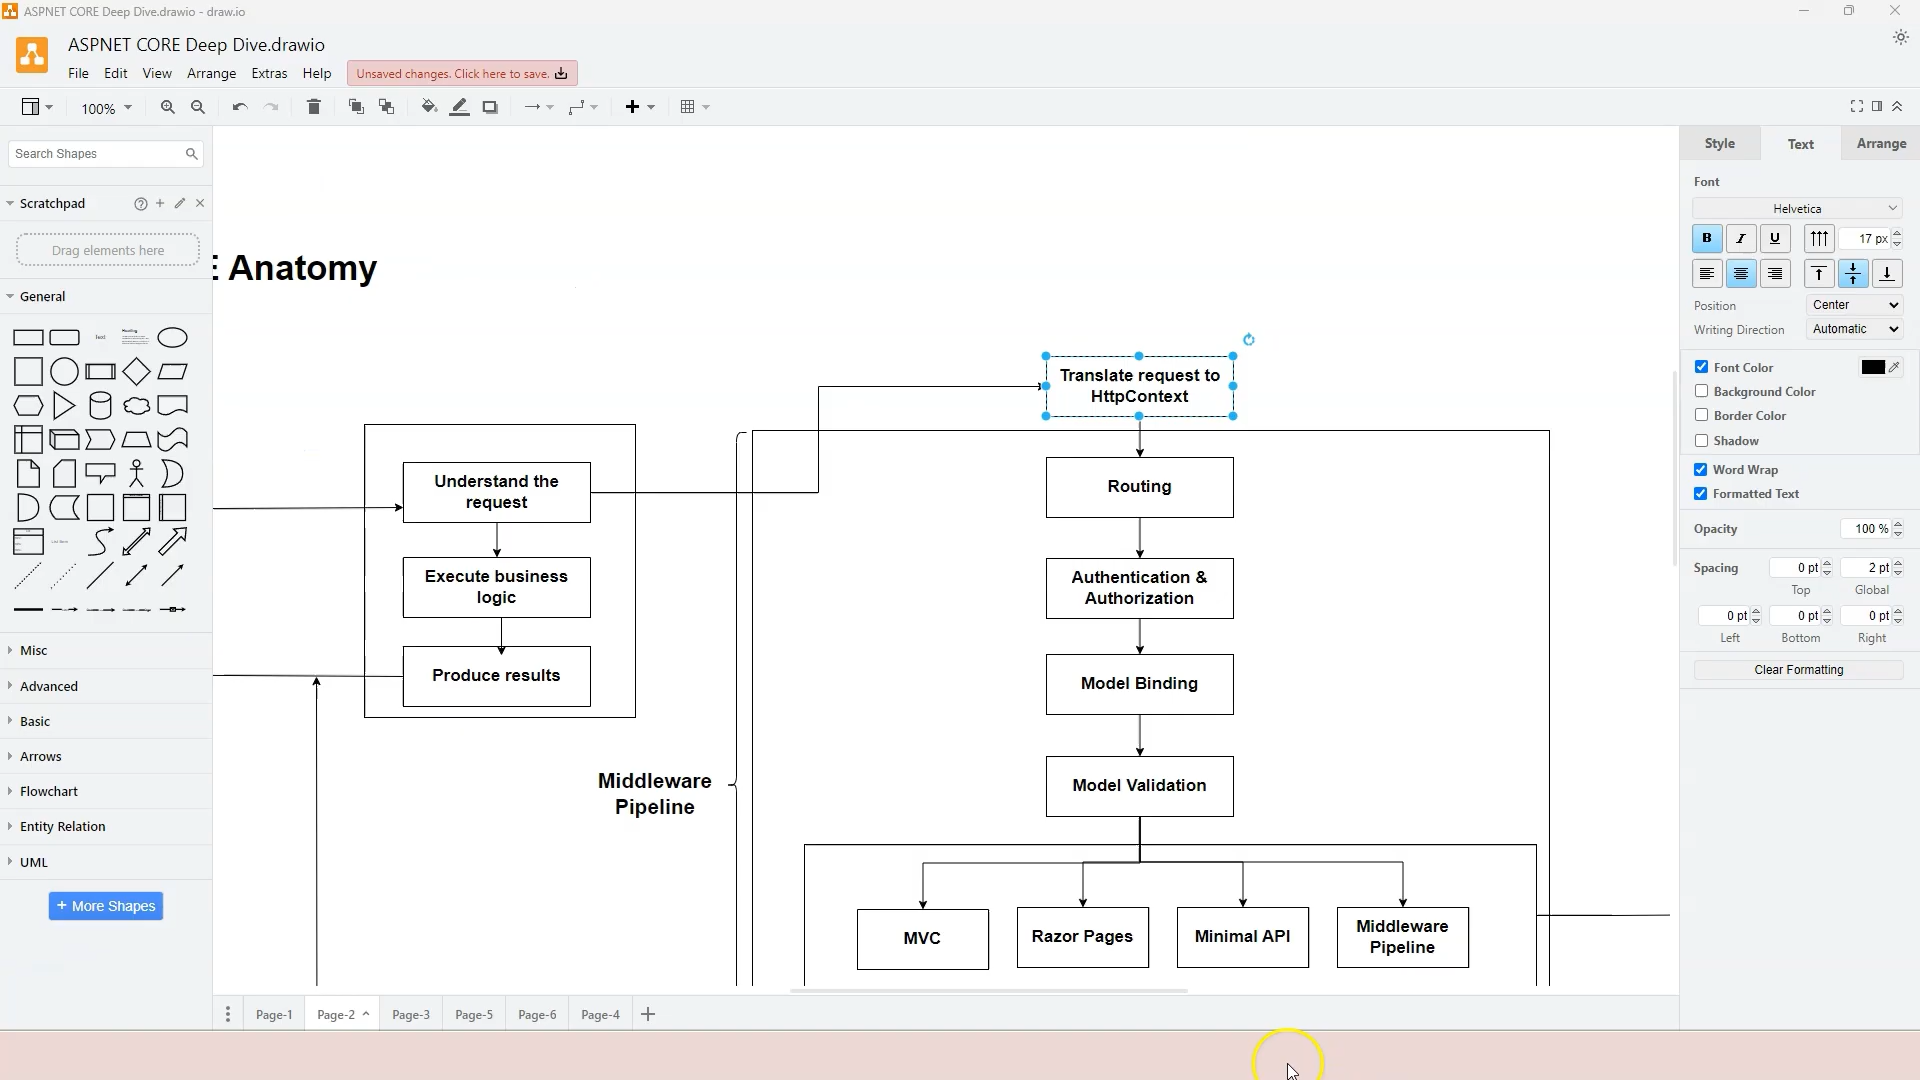 ASPNET CORE Deep Dive.drawio - draw.io
ASPNET CORE Deep Dive.drawio
File Edit View Arrange Extras Help
Unsaved changes. Click here to save.
100%
Search Shapes
Scratchpad
Drag elements here
General
Text
Heading
Misc
Advanced
Basic
Arrows
Flowchart
Entity Relation
UML
+ More Shapes
E Anatomy
Understand the
request
Execute business
logic
Produce results
Middleware
Pipeline
Translate request to
HttpContext
Routing
Authentication &
Authorization
Model Binding
Model Validation
MVC
Razor Pages
Minimal API
Middleware
Pipeline
Page-1 Page-2 Page-3 Page-5 Page-6 Page-4
Style Text Arrange
Font
Helvetica
B I U 17 px
Position Center
Writing Direction Automatic
Font Color
Background Color
Border Color
Shadow
Word Wrap
Formatted Text
Opacity 100 %
Spacing 0 pt 2 pt
Top Global
0 pt 0 pt 0 pt
Left Bottom Right
Clear Formatting